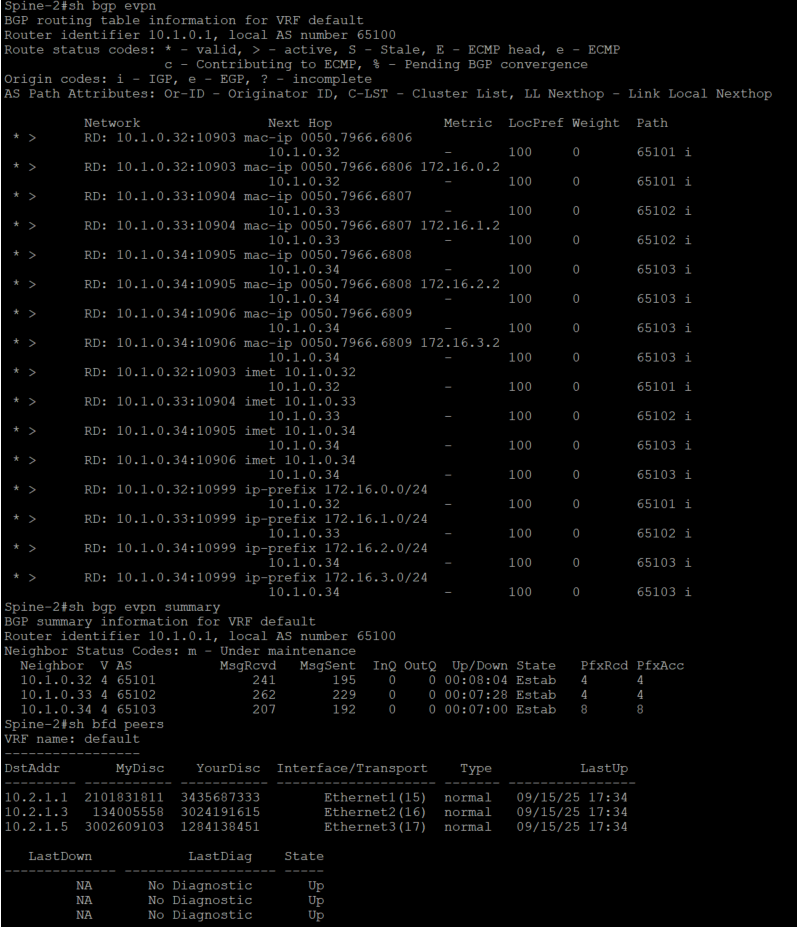 Spine-2#sh bgp evpn
BGP routing table information for VRF default
Router identifier 10.1.0.1, local AS number 65100
Route status codes: * - valid, > - active, S - Stale, E - ECMP head, e - ECMP
                    c - Contributing to ECMP, % - Pending BGP convergence
Origin codes: i - IGP, e - EGP, ? - incomplete
AS Path Attributes: Or-ID - Originator ID, C-LST - Cluster List, LL Nexthop - Link Local Nexthop

          Network                Next Hop              Metric  LocPref Weight  Path
 * >      RD: 10.1.0.32:10903 mac-ip 0050.7966.6806
                                 10.1.0.32             -       100     0       65101 i
 * >      RD: 10.1.0.32:10903 mac-ip 0050.7966.6806 172.16.0.2
                                 10.1.0.32             -       100     0       65101 i
 * >      RD: 10.1.0.33:10904 mac-ip 0050.7966.6807
                                 10.1.0.33             -       100     0       65102 i
 * >      RD: 10.1.0.33:10904 mac-ip 0050.7966.6807 172.16.1.2
                                 10.1.0.33             -       100     0       65102 i
 * >      RD: 10.1.0.34:10905 mac-ip 0050.7966.6808
                                 10.1.0.34             -       100     0       65103 i
 * >      RD: 10.1.0.34:10905 mac-ip 0050.7966.6808 172.16.2.2
                                 10.1.0.34             -       100     0       65103 i
 * >      RD: 10.1.0.34:10906 mac-ip 0050.7966.6809
                                 10.1.0.34             -       100     0       65103 i
 * >      RD: 10.1.0.34:10906 mac-ip 0050.7966.6809 172.16.3.2
                                 10.1.0.34             -       100     0       65103 i
 * >      RD: 10.1.0.32:10903 imet 10.1.0.32
                                 10.1.0.32             -       100     0       65101 i
 * >      RD: 10.1.0.33:10904 imet 10.1.0.33
                                 10.1.0.33             -       100     0       65102 i
 * >      RD: 10.1.0.34:10905 imet 10.1.0.34
                                 10.1.0.34             -       100     0       65103 i
 * >      RD: 10.1.0.34:10906 imet 10.1.0.34
                                 10.1.0.34             -       100     0       65103 i
 * >      RD: 10.1.0.32:10999 ip-prefix 172.16.0.0/24
                                 10.1.0.32             -       100     0       65101 i
 * >      RD: 10.1.0.33:10999 ip-prefix 172.16.1.0/24
                                 10.1.0.33             -       100     0       65102 i
 * >      RD: 10.1.0.34:10999 ip-prefix 172.16.2.0/24
                                 10.1.0.34             -       100     0       65103 i
 * >      RD: 10.1.0.34:10999 ip-prefix 172.16.3.0/24
                                 10.1.0.34             -       100     0       65103 i
Spine-2#sh bgp evpn summary
BGP summary information for VRF default
Router identifier 10.1.0.1, local AS number 65100
Neighbor Status Codes: m - Under maintenance
  Neighbor  V AS           MsgRcvd   MsgSent  InQ OutQ  Up/Down State   PfxRcd PfxAcc
  10.1.0.32 4 65101            241       195    0    0 00:08:04 Estab   4      4
  10.1.0.33 4 65102            262       229    0    0 00:07:28 Estab   4      4
  10.1.0.34 4 65103            207       192    0    0 00:07:00 Estab   8      8
Spine-2#sh bfd peers
VRF name: default
-----------------
DstAddr       MyDisc    YourDisc  Interface/Transport    Type           LastUp
--------- ----------- ----------- -------------------- ------- ----------------
10.2.1.1  2101831811  3435687333        Ethernet1(15)  normal   09/15/25 17:34
10.2.1.3   134005558  3024191615        Ethernet2(16)  normal   09/15/25 17:34
10.2.1.5  3002609103  1284138451        Ethernet3(17)  normal   09/15/25 17:34

   LastDown            LastDiag    State
-------------- ------------------- -----
         NA       No Diagnostic       Up
         NA       No Diagnostic       Up
         NA       No Diagnostic       Up